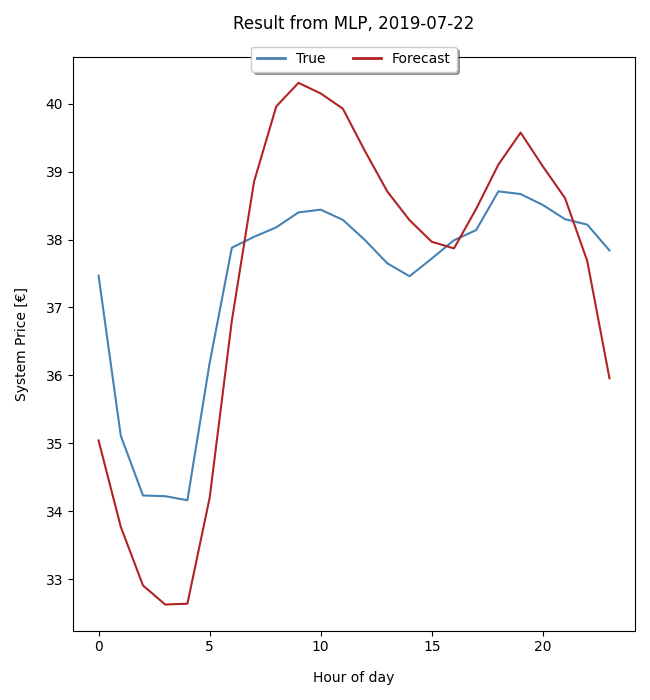 Result from MLP, 2019-07-22
True Forecast
40
39
38
37
36
35
34
33
System Price [€]
0 5 10 15 20
Hour of day